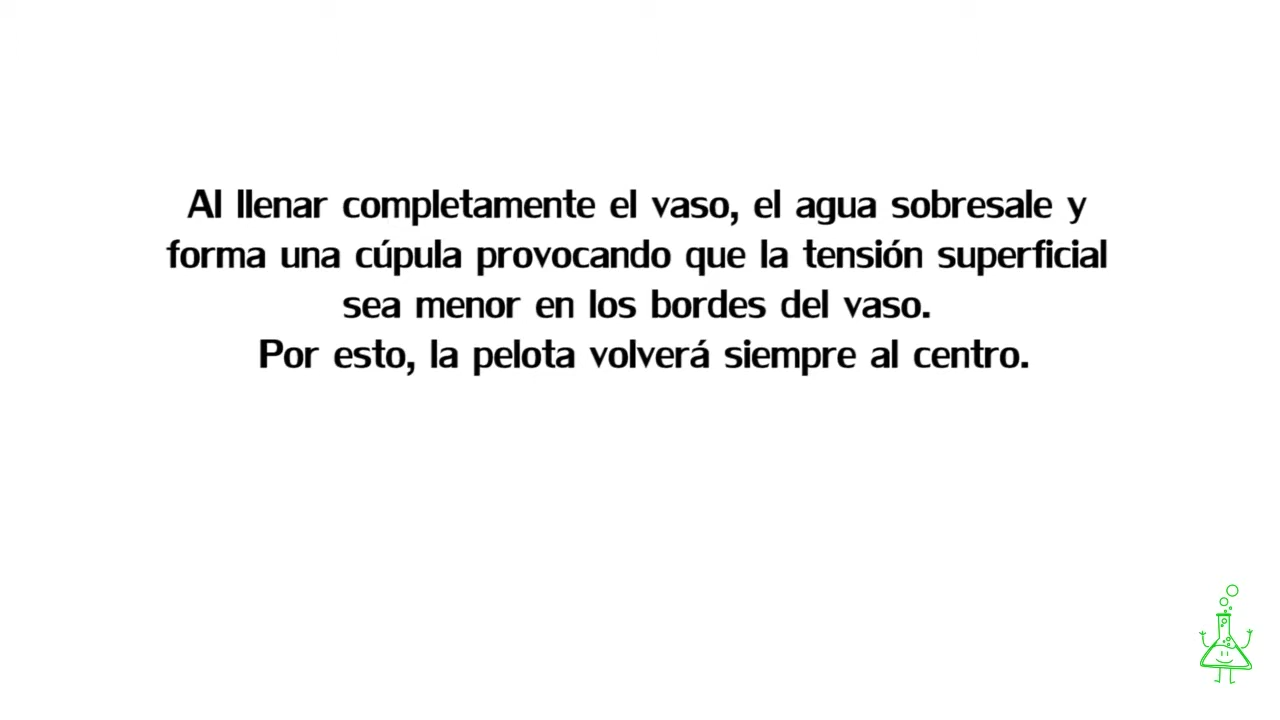 Al llenar completamente el vaso, el agua sobresale y
forma una cúpula provocando que la tensión superficial
sea menor en los bordes del vaso.
Por esto, la pelota volverá siempre al centro.